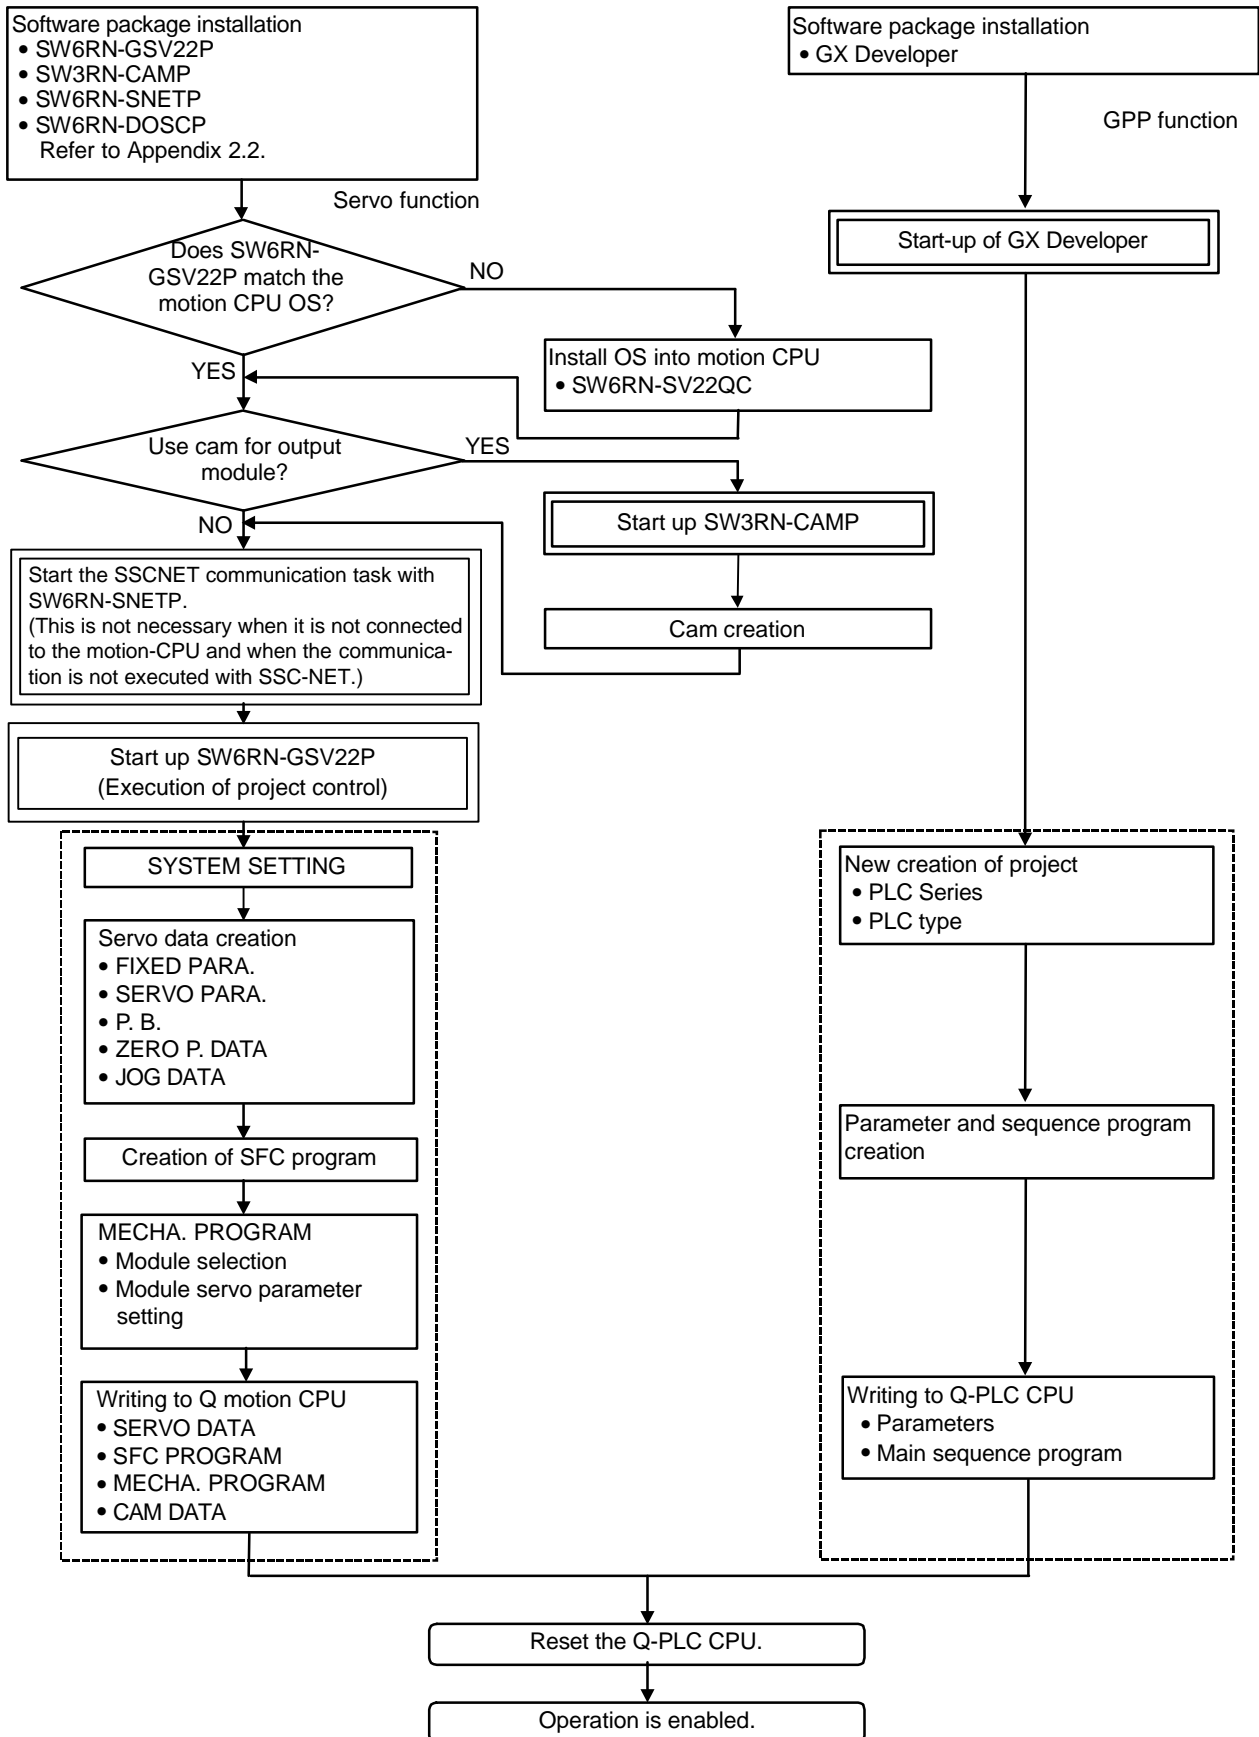 Software package installation
• SW6RN-GSV22P
• SW3RN-CAMP
• SW6RN-SNETP
• SW6RN-DOSCP
Refer to Appendix 2.2.
Servo function
Does SW6RN-
GSV22P match the
motion CPU OS?
NO
YES
Install OS into motion CPU
• SW6RN-SV22QC
Use cam for output
module?
YES
NO
Start up SW3RN-CAMP
Cam creation
Start the SSCNET communication task with
SW6RN-SNETP.
(This is not necessary when it is not connected
to the motion-CPU and when the communica-
tion is not executed with SSC-NET.)
Start up SW6RN-GSV22P
(Execution of project control)
SYSTEM SETTING
Servo data creation
• FIXED PARA.
• SERVO PARA.
• P. B.
• ZERO P. DATA
• JOG DATA
Creation of SFC program
MECHA. PROGRAM
• Module selection
• Module servo parameter
setting
Writing to Q motion CPU
• SERVO DATA
• SFC PROGRAM
• MECHA. PROGRAM
• CAM DATA
Software package installation
• GX Developer
GPP function
Start-up of GX Developer
New creation of project
• PLC Series
• PLC type
Parameter and sequence program
creation
Writing to Q-PLC CPU
• Parameters
• Main sequence program
Reset the Q-PLC CPU.
Operation is enabled.